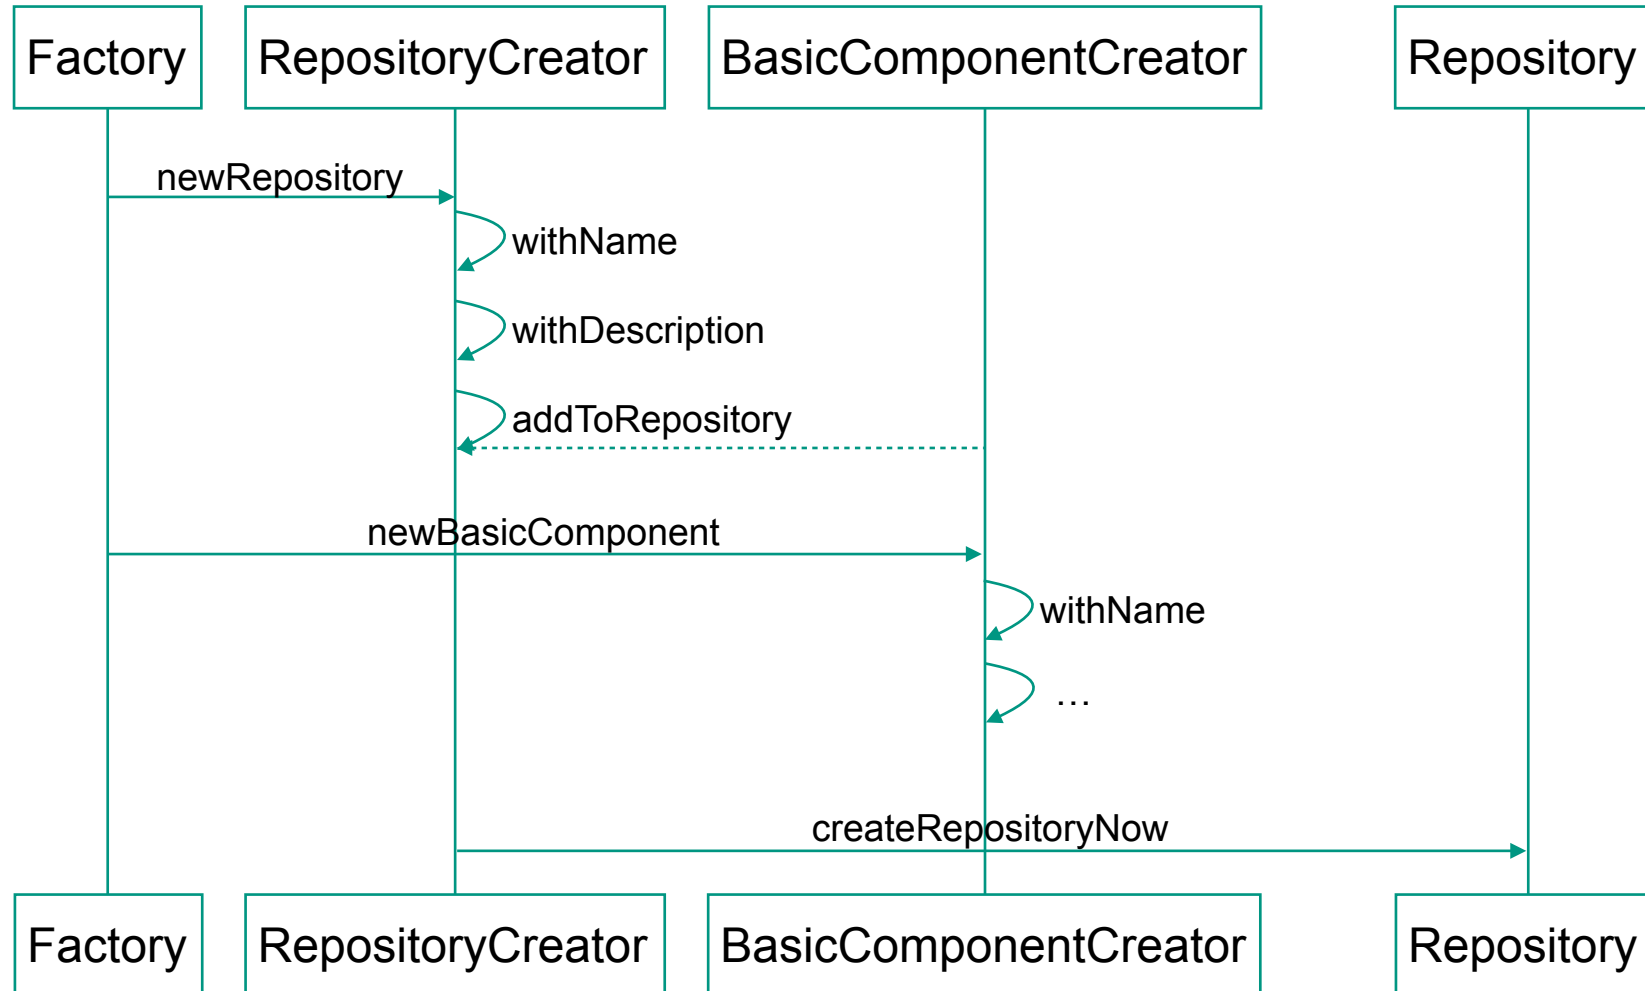 Factory
RepositoryCreator
BasicComponentCreator
Repository
newRepository
withName
withDescription
addToRepository
newBasicComponent
withName
...
createRepositoryNow
Factory
RepositoryCreator
BasicComponentCreator
Repository